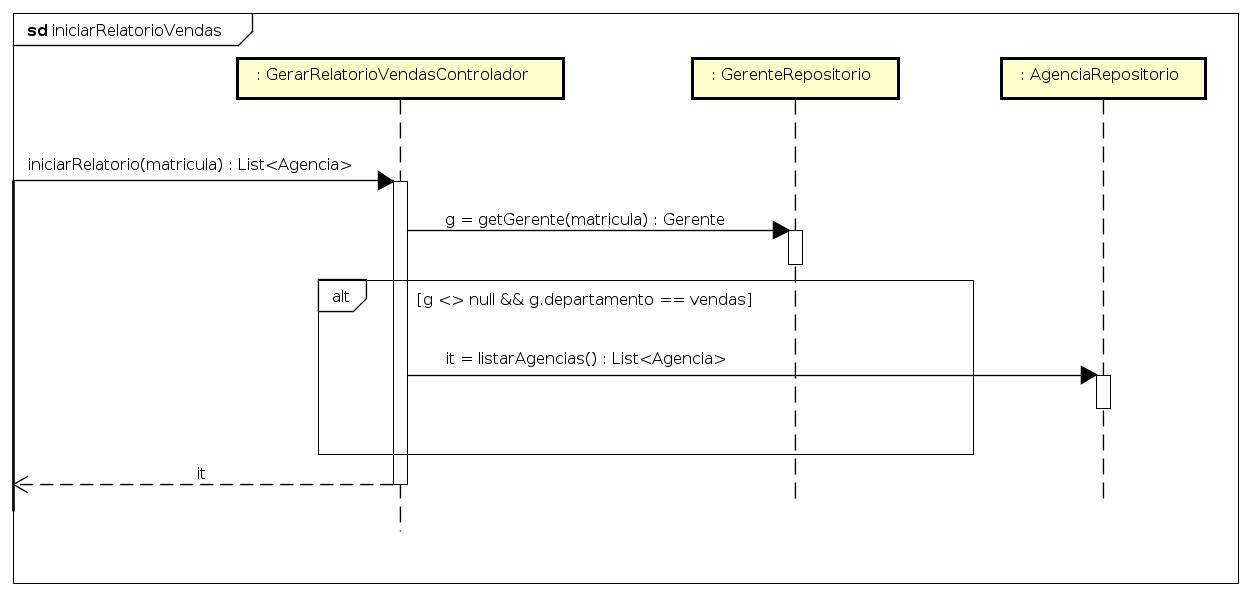 sd iniciarRelatorioVendas
: GerarRelatorioVendasControlador
: GerenteRepositorio
: AgenciaRepositorio
iniciarRelatorio(matricula) : List<Agencia>
g = getGerente(matricula) : Gerente
alt
[g <> null && g.departamento == vendas]
it = listarAgencias() : List<Agencia>
it